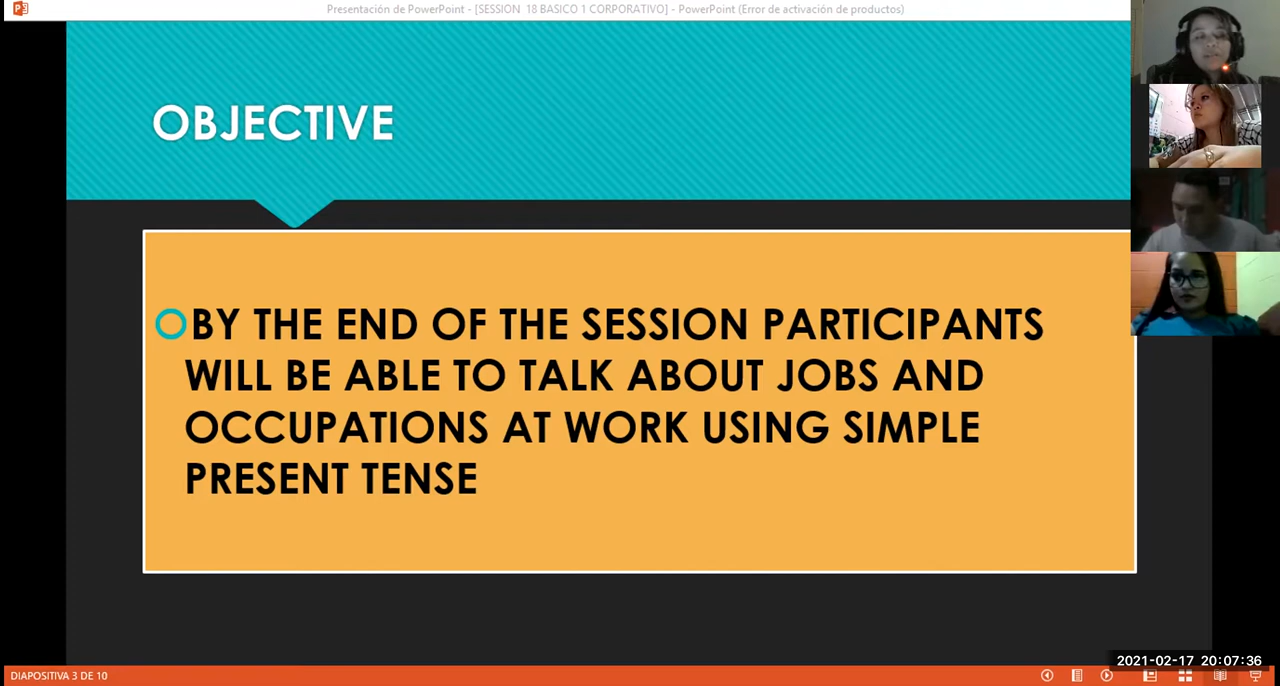 Presentación de PowerPoint - [SESSION  18 BASICO 1 CORPORATIVO] - PowerPoint (Error de activación de productos)
OBJECTIVE
BY THE END OF THE SESSION PARTICIPANTS
WILL BE ABLE TO TALK ABOUT JOBS AND
OCCUPATIONS AT WORK USING SIMPLE
PRESENT TENSE
2021-02-17 20:07:36
DIAPOSITIVA 3 DE 10